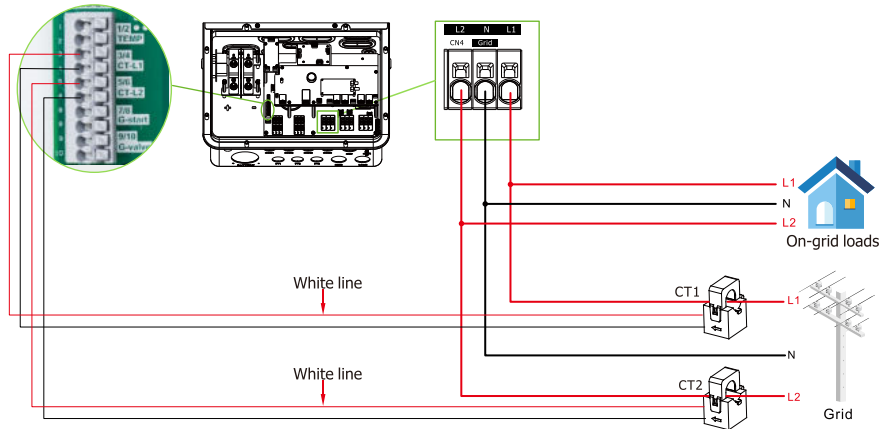 1/2
TEMP
3/4
CT-L1
5/6
CT-L2
7/8
G-start
9/10
G-valve
L2 N L1
CN4 Grid
L1
N
L2
On-grid loads
White line
CT1
L1
N
White line
CT2
L2
Grid